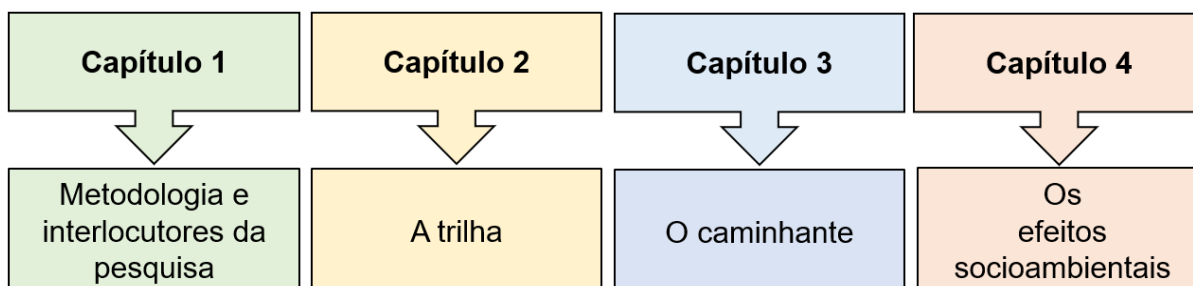 Capítulo 1
Capítulo 2
Capítulo 3
Capítulo 4
Metodologia e
interlocutores da
pesquisa
A trilha
O caminhante
Os
efeitos
socioambientais